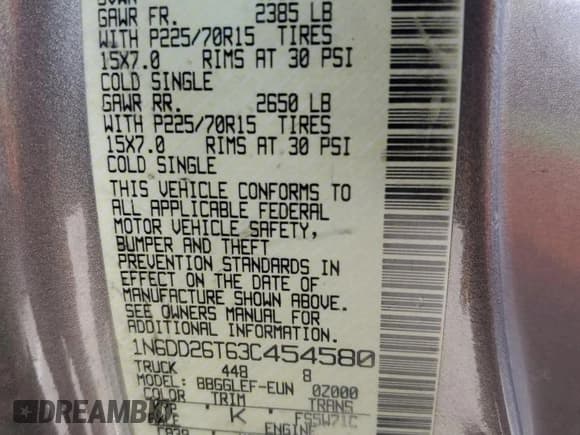 GAWR FR. 2385 LB
WITH P225/70R15 TIRES
15X7.0 RIMS AT 30 PSI
COLD SINGLE
GAWR RR. 2650 LB
WITH P225/70R15 TIRES
15X7.0 RIMS AT 30 PSI
COLD SINGLE
THIS VEHICLE CONFORMS TO
ALL APPLICABLE FEDERAL
MOTOR VEHICLE SAFETY,
BUMPER AND THEFT
PREVENTION STANDARDS IN
EFFECT ON THE DATE OF
MANUFACTURE SHOWN ABOVE.
SEE OWNERS MANUAL FOR
ADDITIONAL INFORMATION.
1N6DD26T63C454580
TRUCK 448 8
MODEL: BBGGLEF-EUN 0Z000
COLOR TRIM TRANS
K FS5W71C
ENGINE
DREAMBID